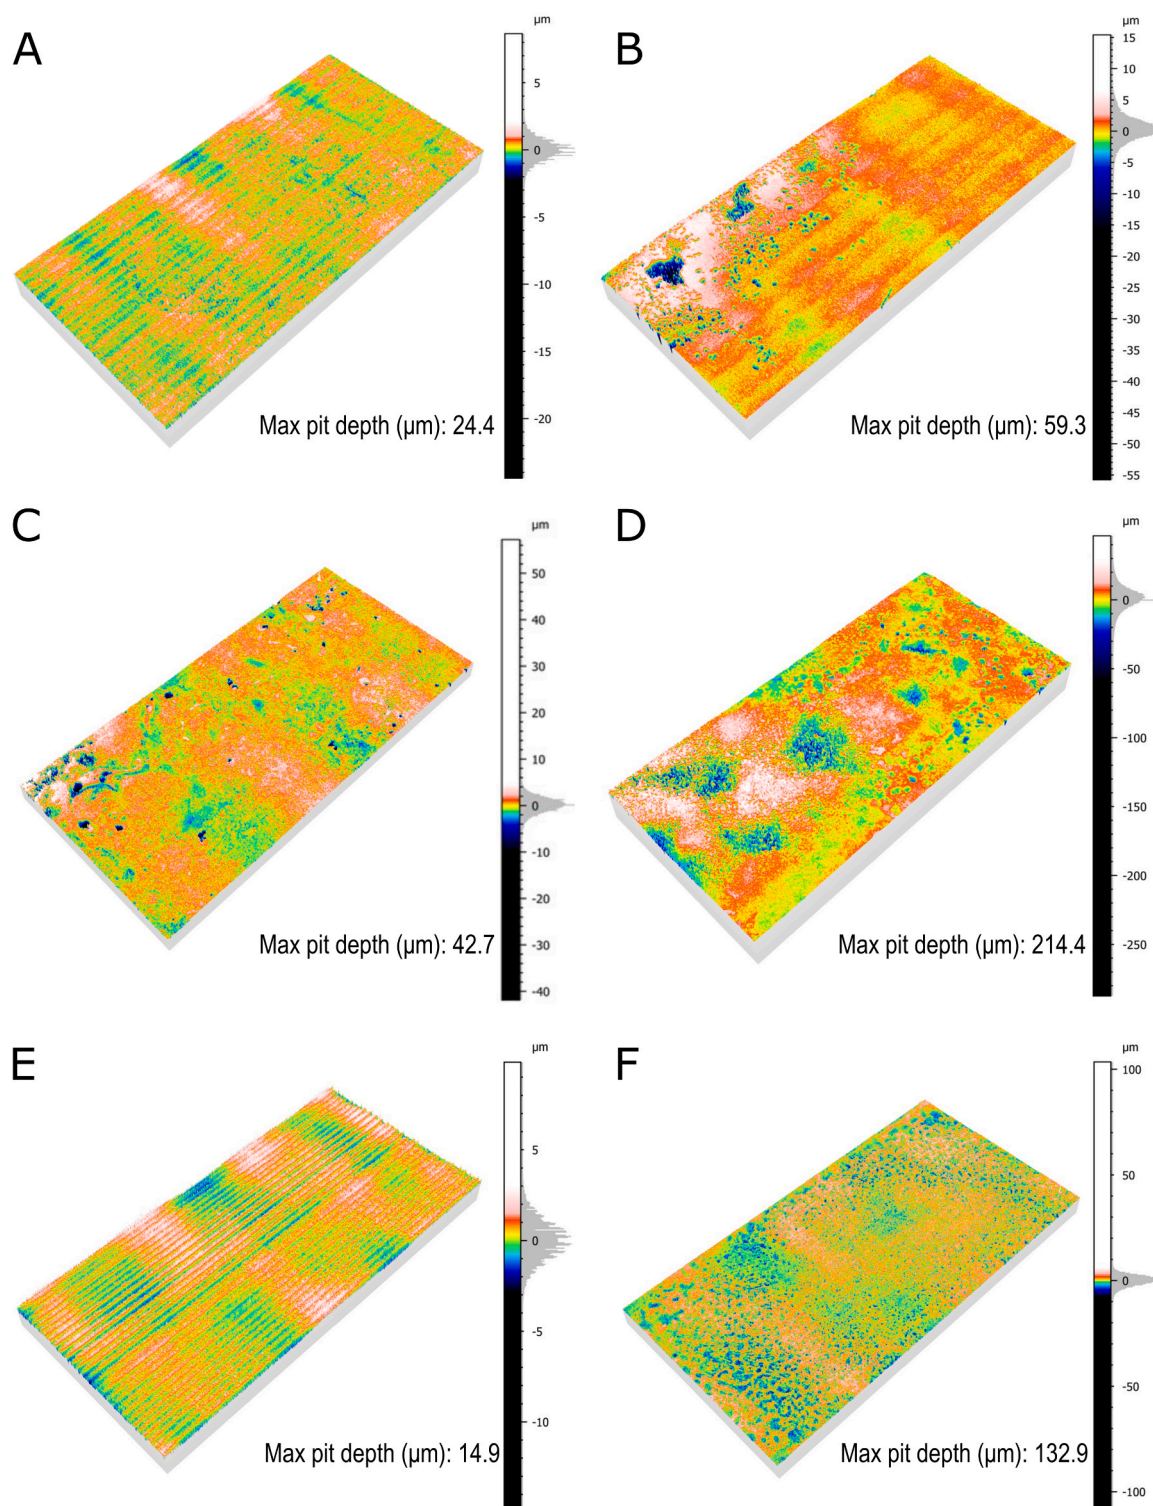 A
µm
5
0
-5
-10
-15
-20
Max pit depth (µm): 24.4
B
µm
15
10
5
0
-5
-10
-15
-20
-25
-30
-35
-40
-45
-50
-55
Max pit depth (µm): 59.3
C
µm
50
40
30
20
10
0
-10
-20
-30
-40
Max pit depth (µm): 42.7
D
µm
0
-50
-100
-150
-200
-250
Max pit depth (µm): 214.4
E
µm
5
0
-5
-10
Max pit depth (µm): 14.9
F
µm
100
50
0
-50
-100
Max pit depth (µm): 132.9